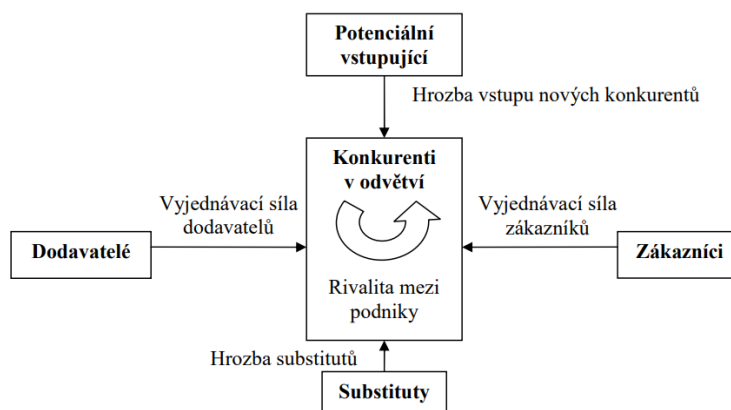 Potenciální
vstupující
Hrozba vstupu nových konkurentů
Konkurenti
v odvětví
Vyjednávací síla
dodavatelů
Vyjednávací síla
zákazníků
Dodavatelé
Zákazníci
Rivalita mezi
podniky
Hrozba substitutů
Substituty